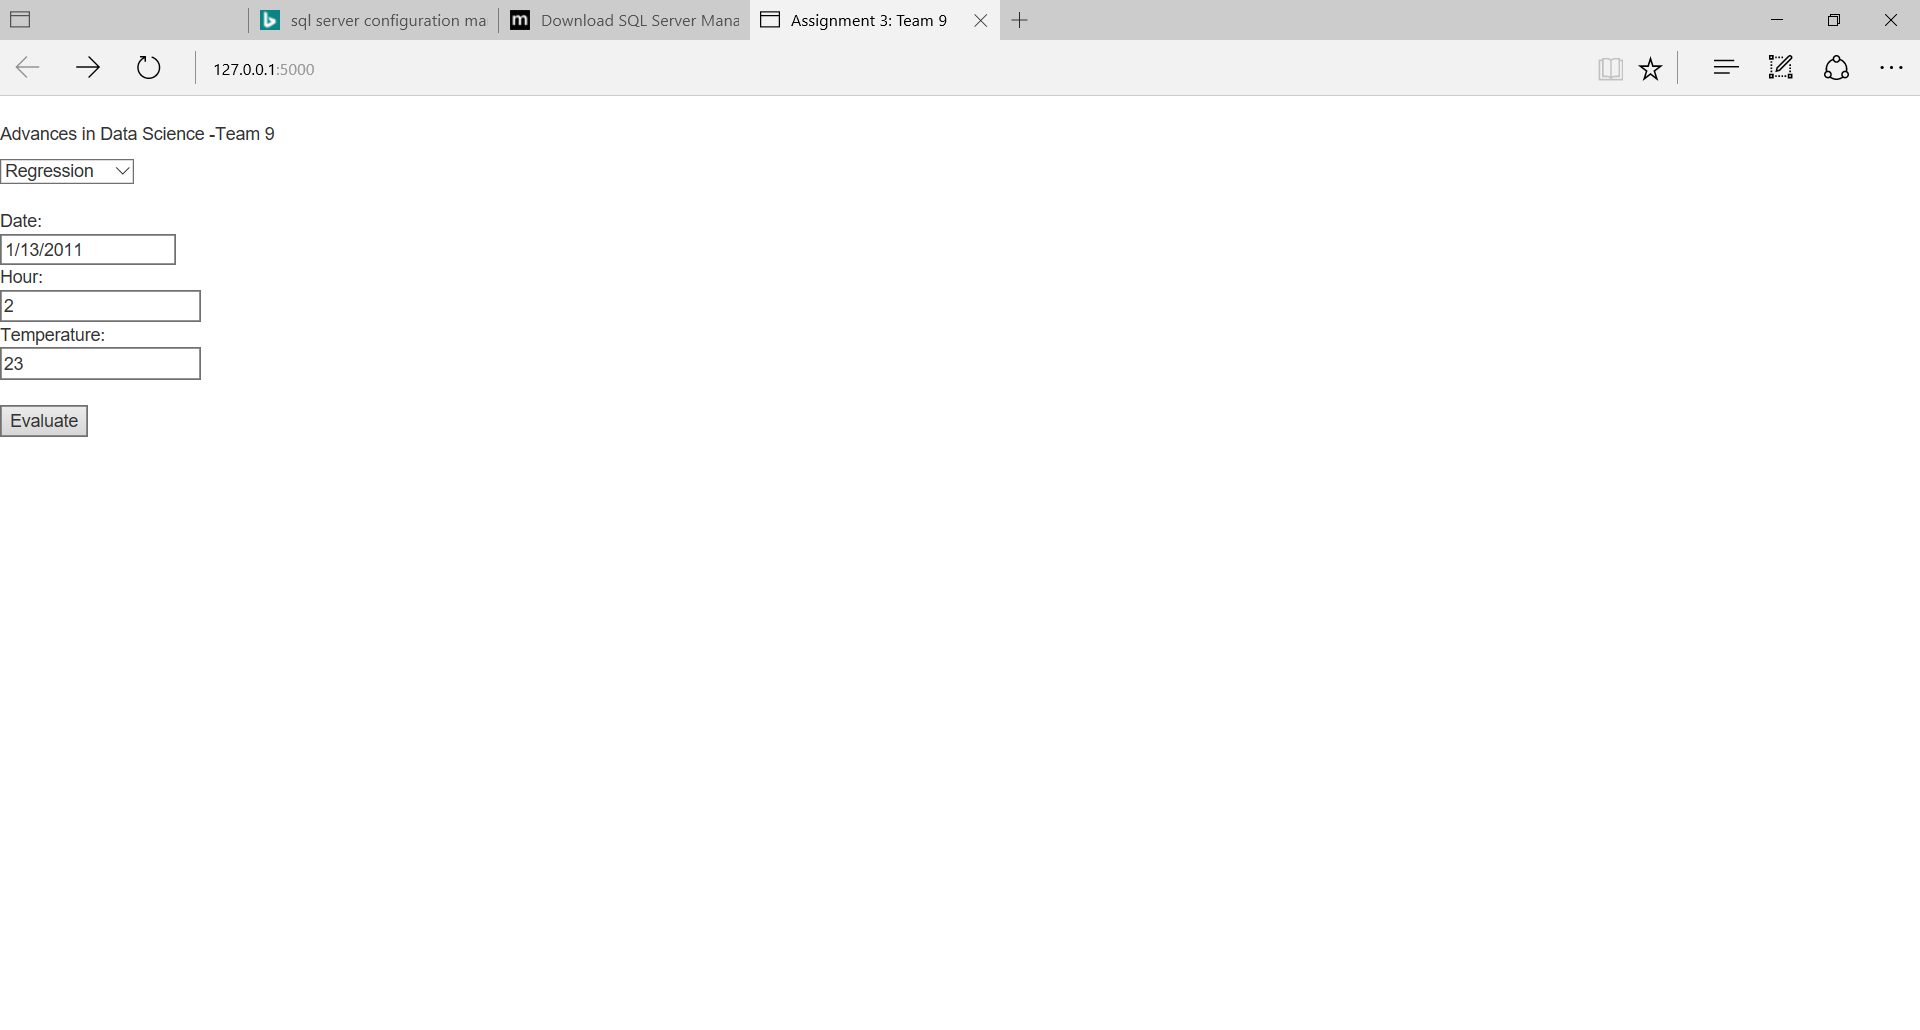 sql server configuration ma
Download SQL Server Mana
Assignment 3: Team 9
127.0.0.1:5000
Advances in Data Science -Team 9
Regression
Date:
1/13/2011
Hour:
2
Temperature:
23
Evaluate